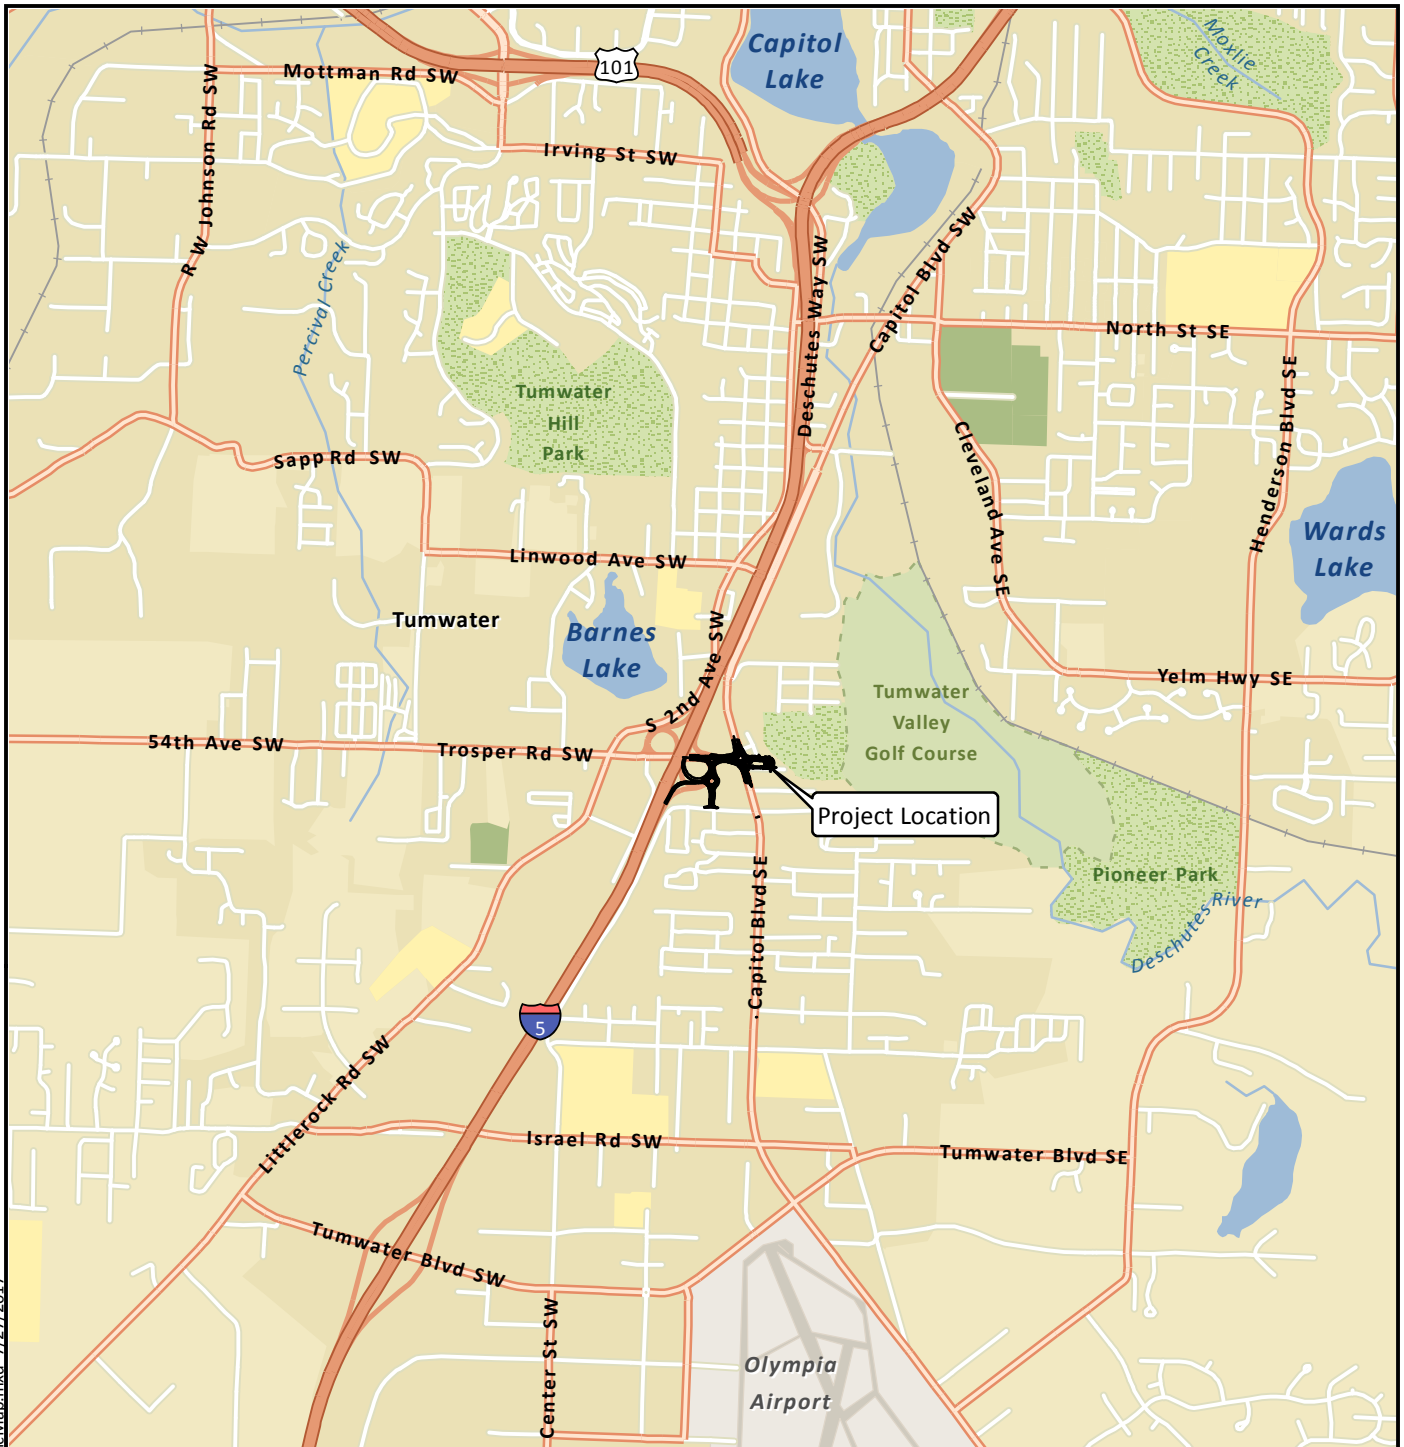 Capitol
Lake
Moxlie
Creek
101
Mottman Rd SW
R W Johnson Rd SW
Irving St SW
Percival Creek
Deschutes Way SW
Capitol Blvd SW
North St SE
Tumwater
Hill
Park
Henderson Blvd SE
Cleveland Ave SE
Sapp Rd SW
Wards
Lake
Linwood Ave SW
Tumwater
Barnes
Lake
S 2nd Ave SW
Yelm Hwy SE
Tumwater
Valley
Golf Course
54th Ave SW
Trosper Rd SW
Project Location
Capitol Blvd SE
Pioneer Park
Deschutes River
5
Littlerock Rd SW
Israel Rd SW
Tumwater Blvd SE
Tumwater Blvd SW
Center St SW
Olympia
Airport